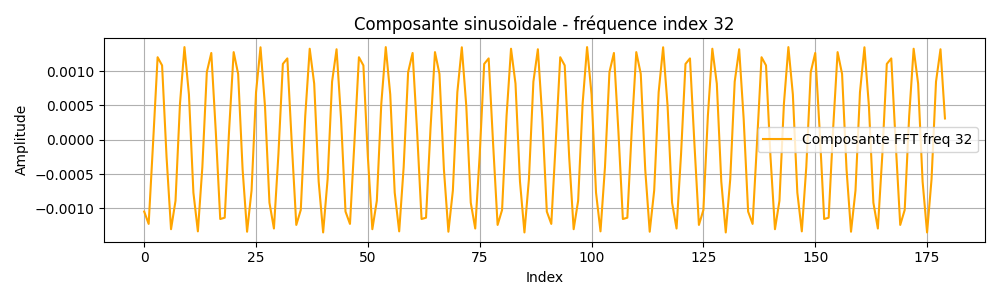 Composante sinusoïdale - fréquence index 32
Amplitude
0.0010
0.0005
0.0000
−0.0005
−0.0010
Composante FFT freq 32
0 25 50 75 100 125 150 175
Index